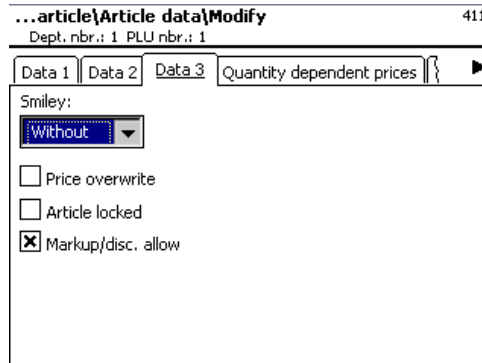 ...article\Article data\Modify 411
Dept. nbr.: 1 PLU nbr.: 1
Data 1 Data 2 Data 3 Quantity dependent prices
Smiley:
Without
Price overwrite
Article locked
Markup/disc. allow